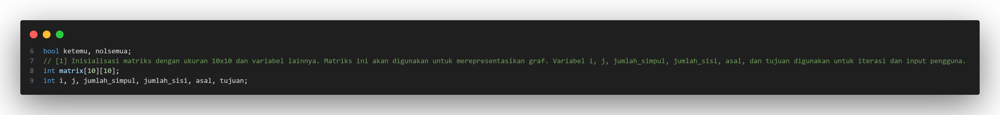 6 bool ketemu, nolsemua;
7 // [1] Inisialisasi matriks dengan ukuran 10x10 dan variabel lainnya. Matriks ini akan digunakan untuk merepresentasikan graf. Variabel i, j, jumlah_simpul, jumlah_sisi, asal, dan tujuan digunakan untuk iterasi dan input pengguna.
8 int matrix[10][10];
9 int i, j, jumlah_simpul, jumlah_sisi, asal, tujuan;